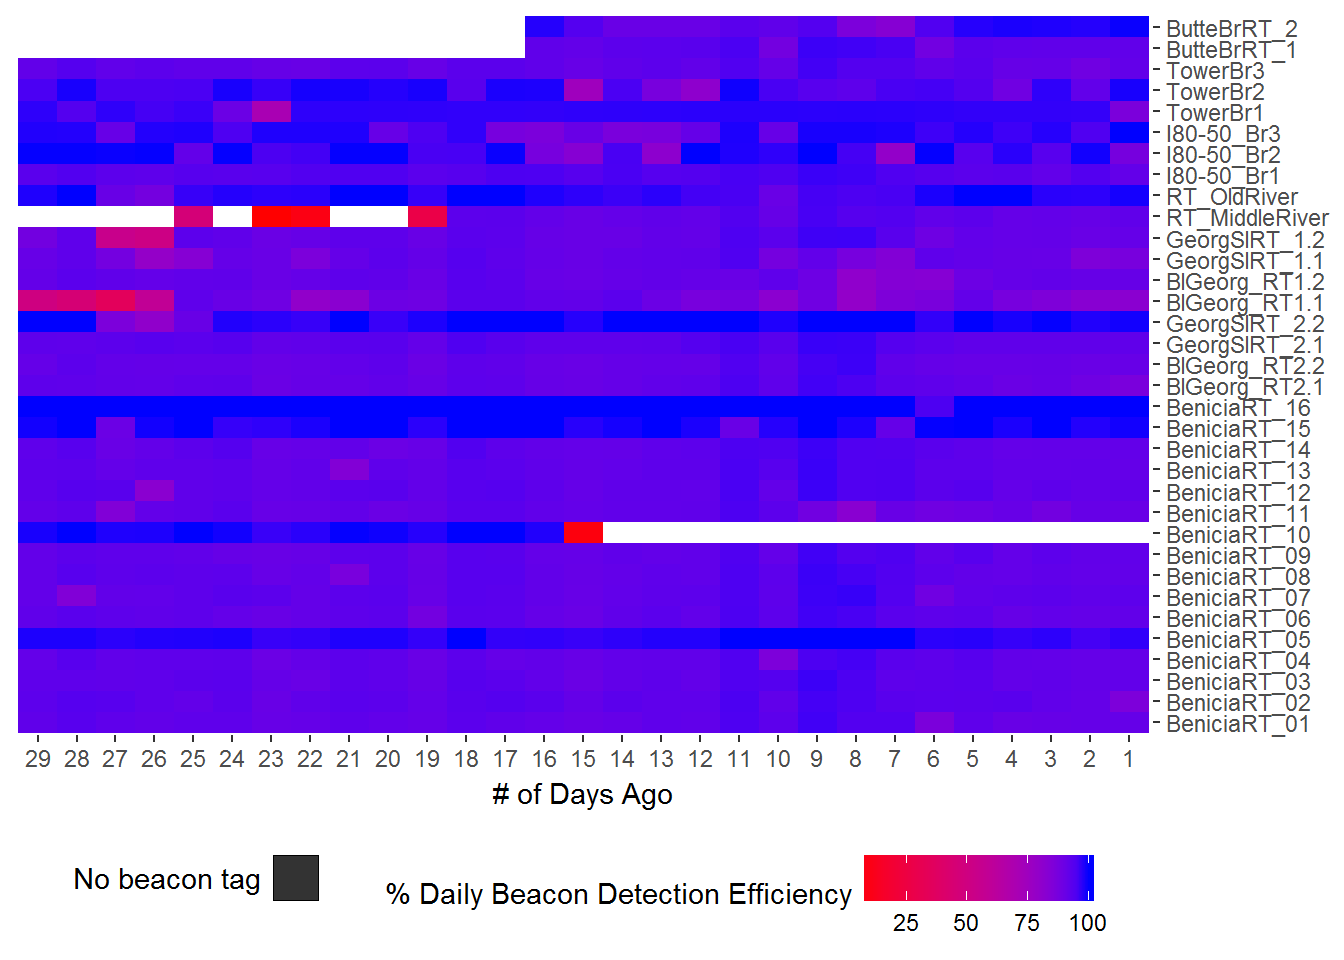 ButteBrRT_2
ButteBrRT_1
TowerBr3
TowerBr2
TowerBr1
I80-50_Br3
I80-50_Br2
I80-50_Br1
RT_OldRiver
RT_MiddleRiver
GeorgSlRT_1.2
GeorgSlRT_1.1
BlGeorg_RT1.2
BlGeorg_RT1.1
GeorgSlRT_2.2
GeorgSlRT_2.1
BlGeorg_RT2.2
BlGeorg_RT2.1
BeniciaRT_16
BeniciaRT_15
BeniciaRT_14
BeniciaRT_13
BeniciaRT_12
BeniciaRT_11
BeniciaRT_10
BeniciaRT_09
BeniciaRT_08
BeniciaRT_07
BeniciaRT_06
BeniciaRT_05
BeniciaRT_04
BeniciaRT_03
BeniciaRT_02
BeniciaRT_01
29 28 27 26 25 24 23 22 21 20 19 18 17 16 15 14 13 12 11 10 9 8 7 6 5 4 3 2 1
# of Days Ago
No beacon tag
% Daily Beacon Detection Efficiency
25 50 75 100